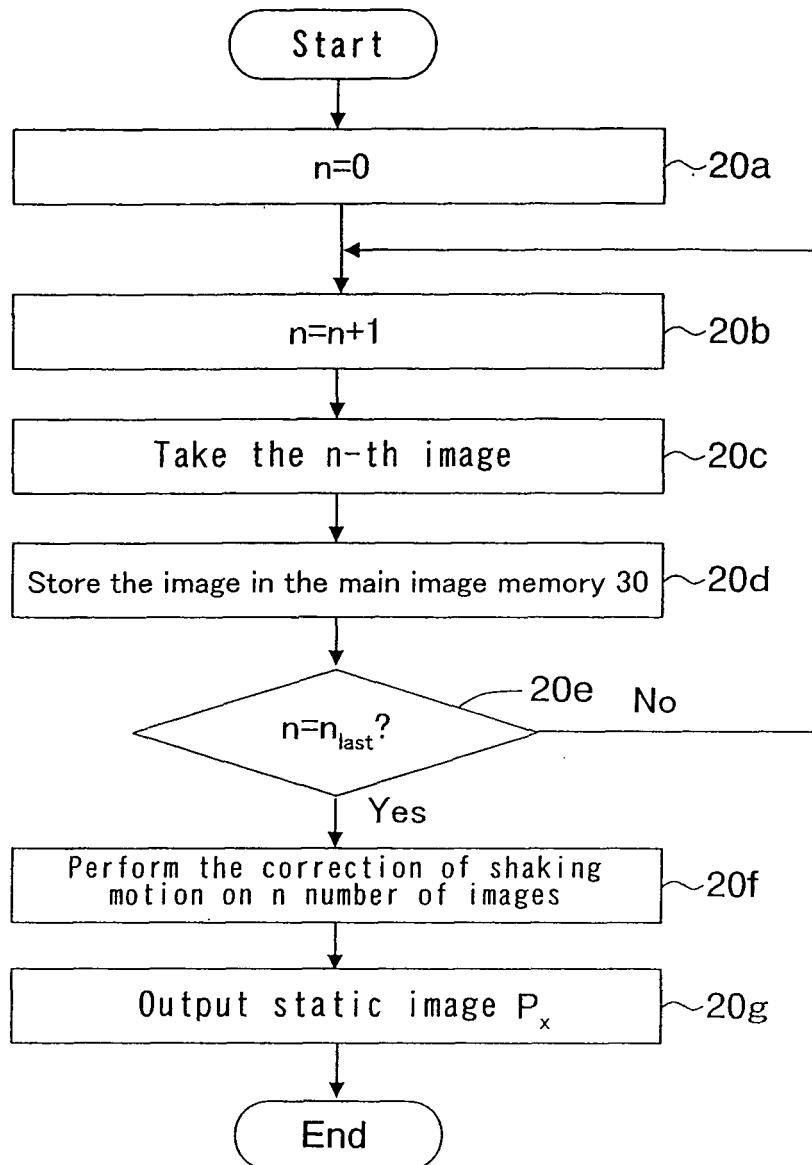 Start
n=0
20a
n=n+1
20b
Take the n-th image
20c
Store the image in the main image memory 30
20d
n=nlast?
20e
No
Yes
Perform the correction of shaking
motion on n number of images
20f
Output static image Px
20g
End